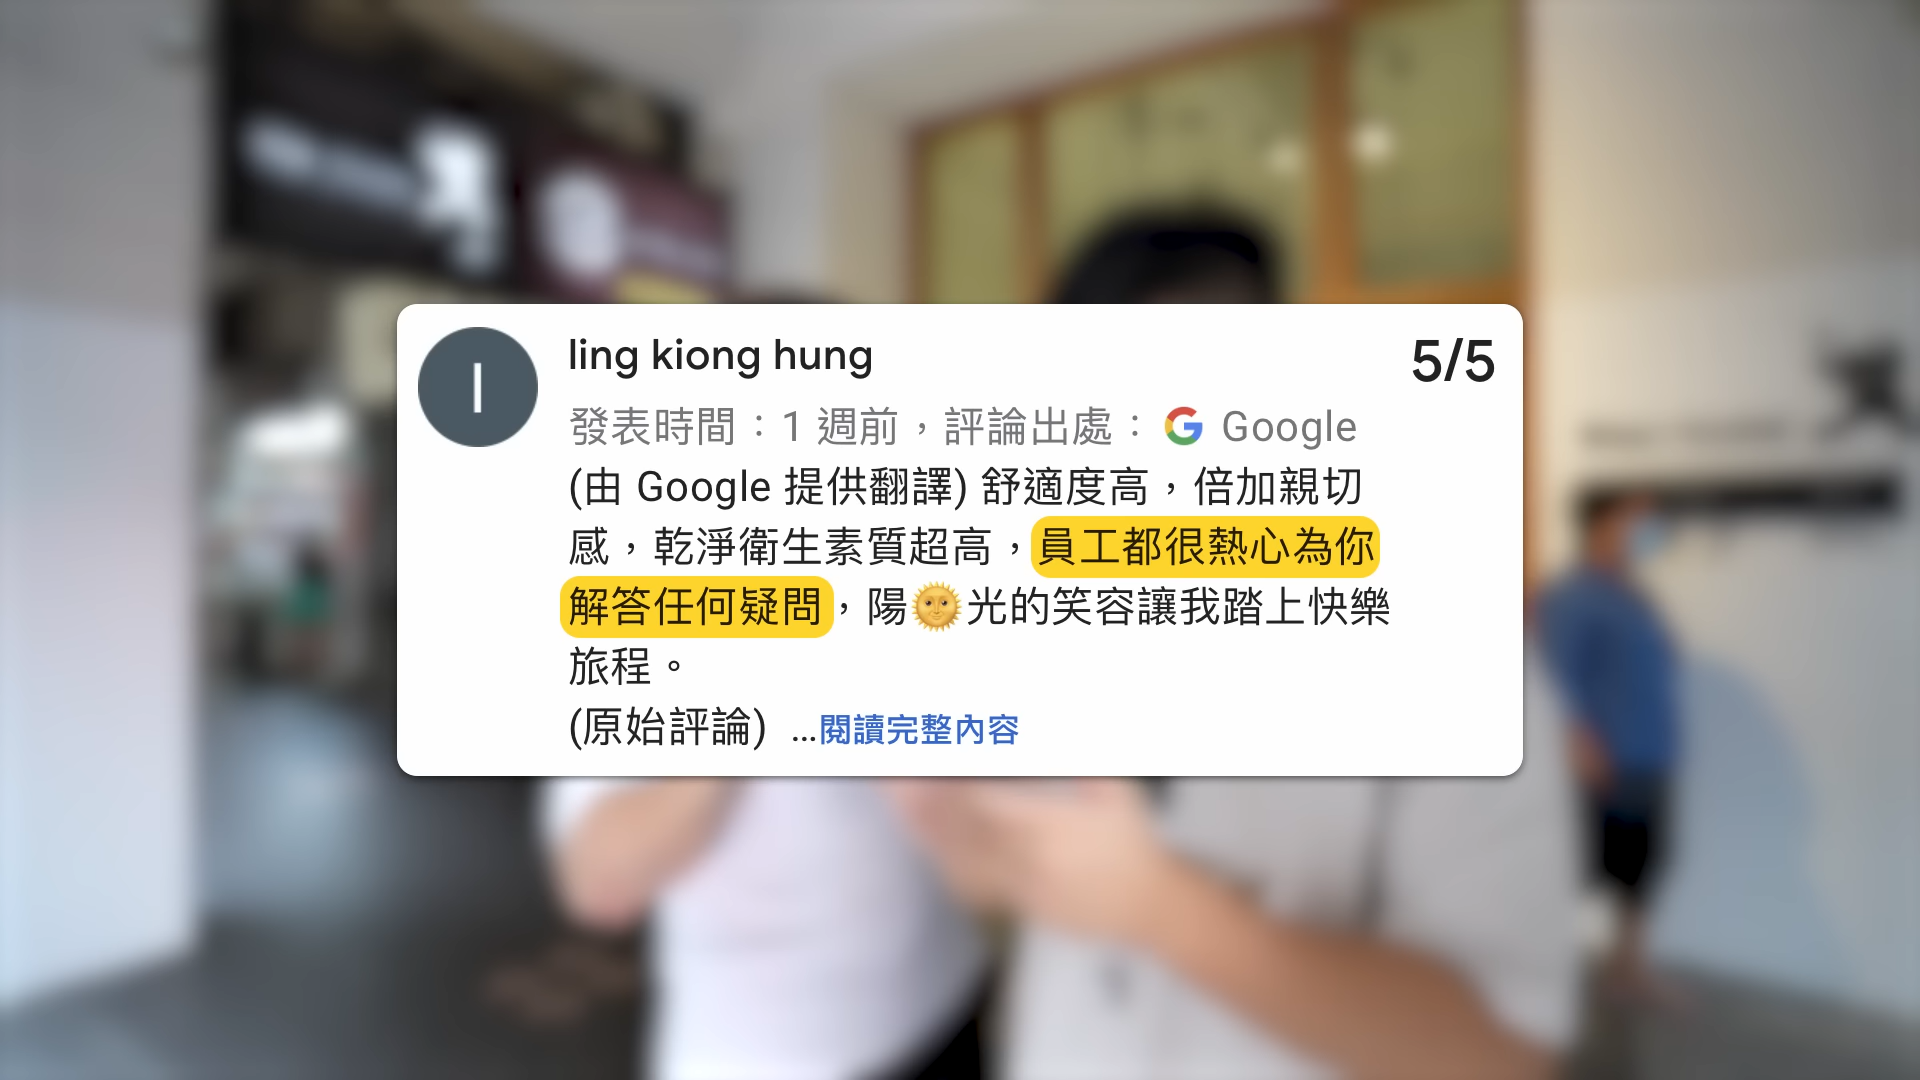 l
ling kiong hung
5/5
發表時間：1 週前，評論出處： Google
(由 Google 提供翻譯) 舒適度高，倍加親切
感，乾淨衛生素質超高，員工都很熱心為你
解答任何疑問，陽🌞光的笑容讓我踏上快樂
旅程。
(原始評論) ...閱讀完整內容